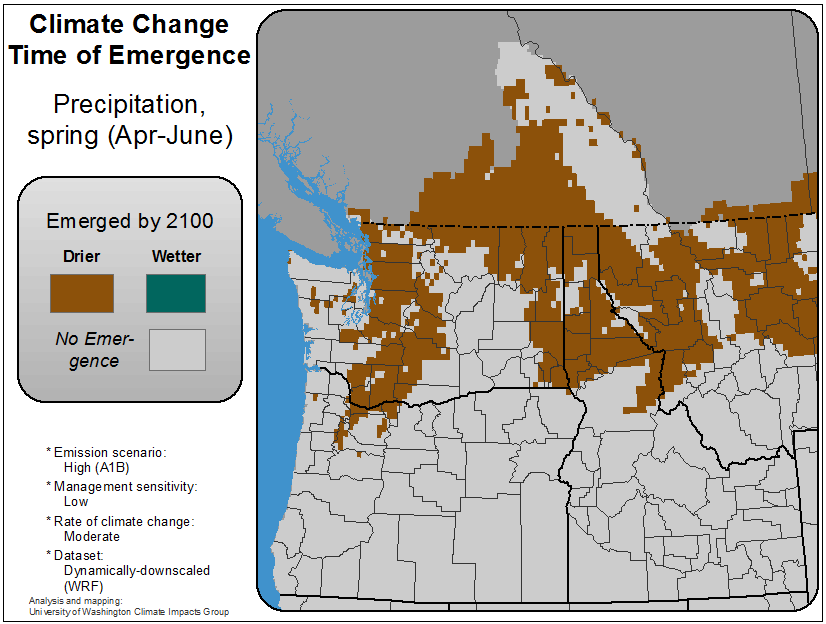 Climate Change
Time of Emergence
Precipitation,
spring (Apr-June)
Emerged by 2100
Drier Wetter
No Emer-
gence
* Emission scenario:
High (A1B)
* Management sensitivity:
Low
* Rate of climate change:
Moderate
* Dataset:
Dynamically-downscaled
(WRF)
Analysis and mapping:
University of Washington Climate Impacts Group